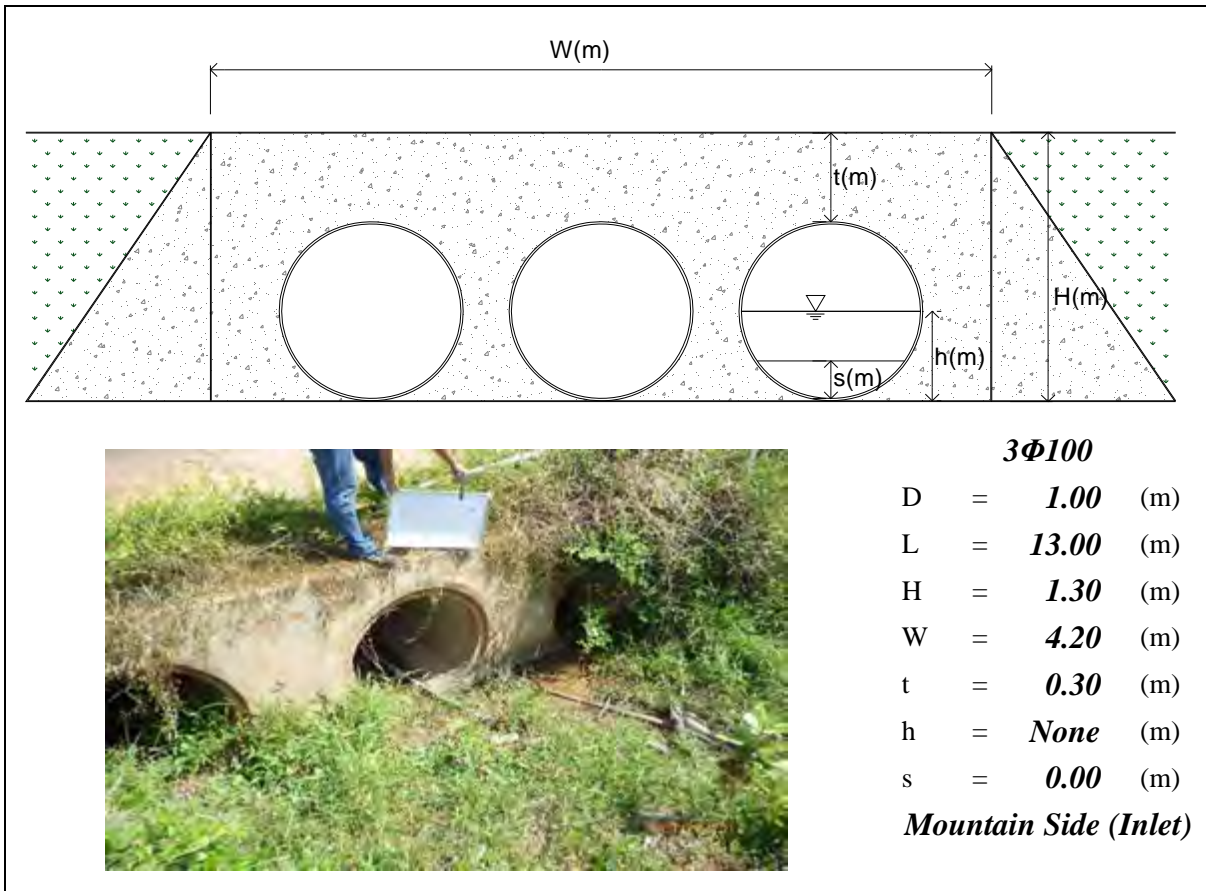 W(m)
t(m)
H(m)
h(m)
s(m)
3Φ100
D = 1.00 (m)
L = 13.00 (m)
H = 1.30 (m)
W = 4.20 (m)
t = 0.30 (m)
h = None (m)
s = 0.00 (m)
Mountain Side (Inlet)